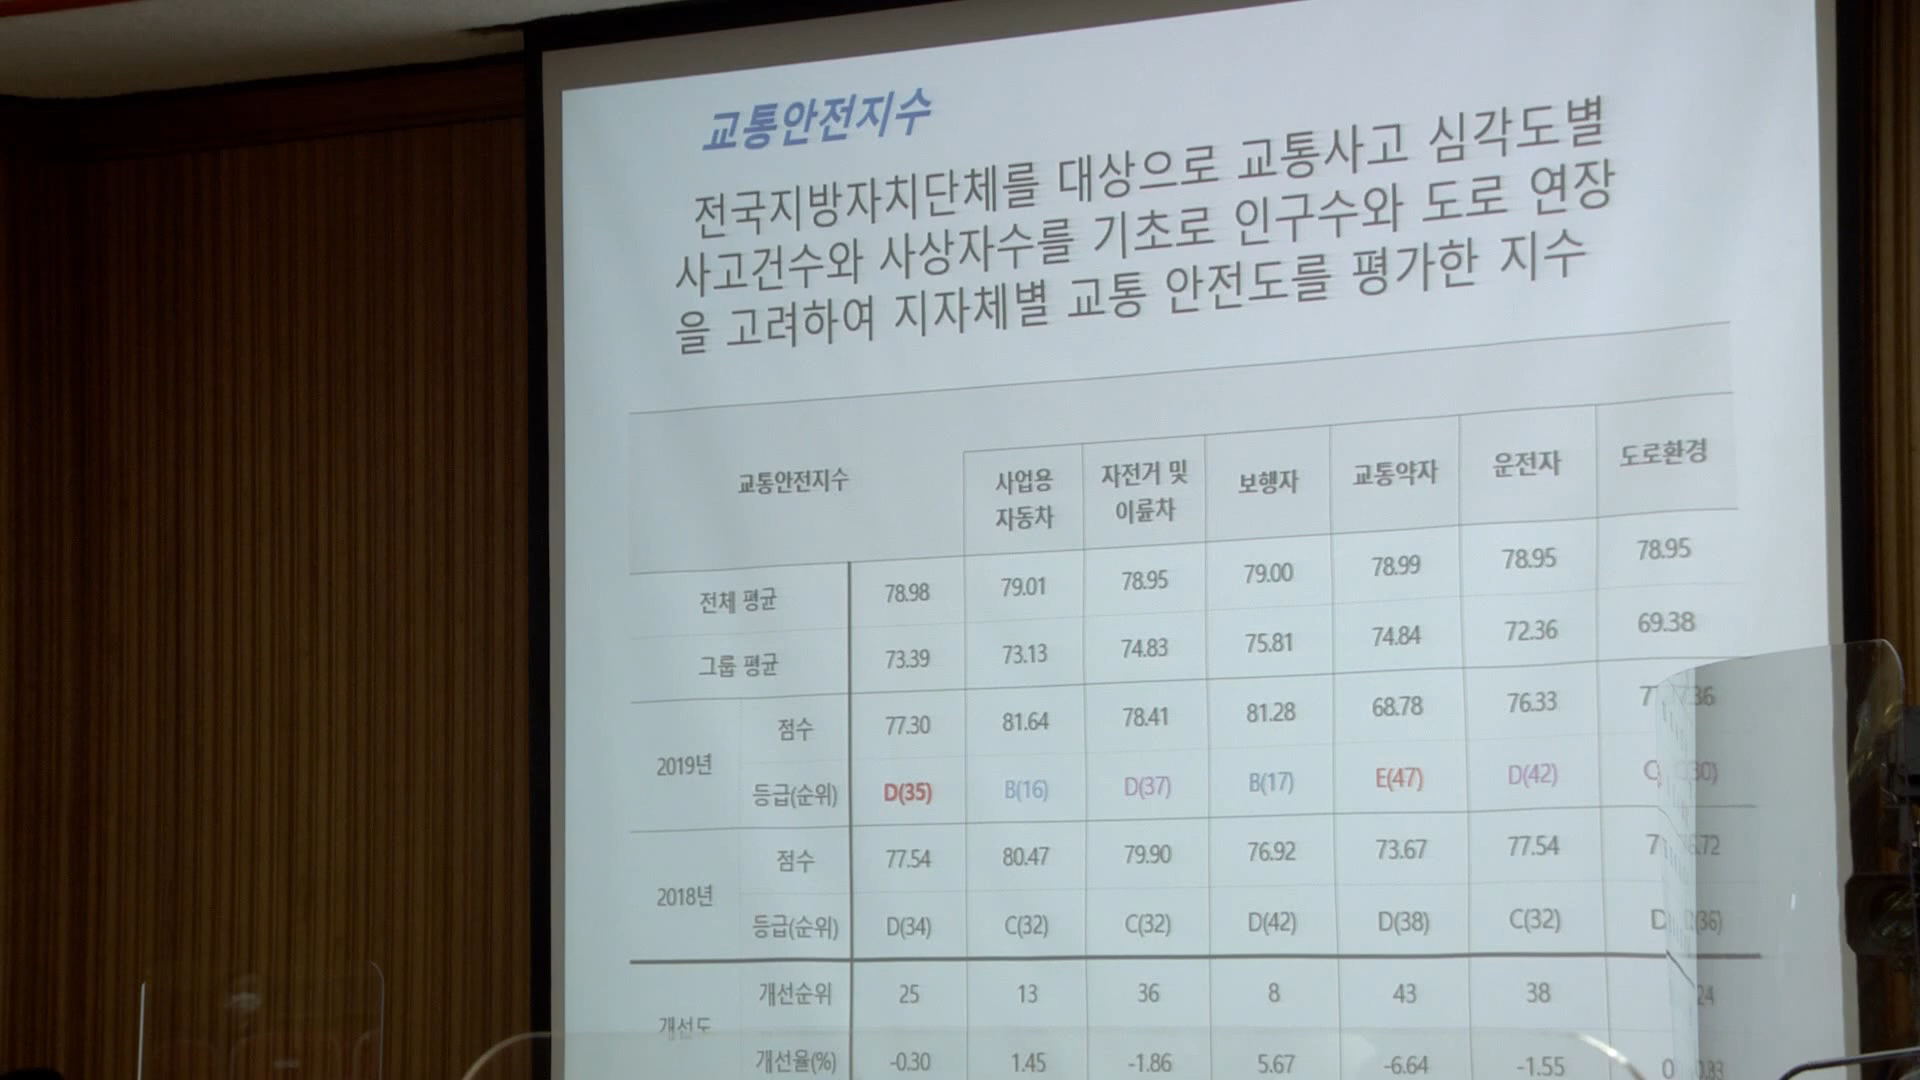 교통안전지수
전국지방자치단체를 대상으로 교통사고 심각도별
사고건수와 사상자수를 기초로 인구수와 도로 연장
을 고려하여 지자체별 교통 안전도를 평가한 지수
교통안전지수 사업용 자동차 자전거 및 이륜차 보행자 교통약자 운전자 도로환경
전체 평균 78.98 79.01 78.95 79.00 78.99 78.95 78.95
그룹 평균 73.39 73.13 74.83 75.81 74.84 72.36 69.38
2019년
점수 77.30 81.64 78.41 81.28 68.78 76.33
등급(순위) D(35) B(16) D(37) B(17) E(47) D(42)
2018년
점수 77.54 80.47 79.90 76.92 73.67 77.54
등급(순위) D(34) C(32) C(32) D(42) D(38) C(32)
개선도
개선순위 25 13 36 8 43 38 24
개선율(%) -0.30 1.45 -1.86 5.67 -6.64 -1.55